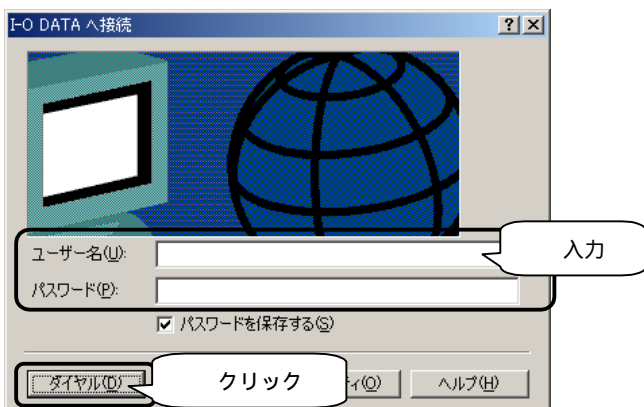 I-O DATA へ接続
ユーザー名(U):
入力
パスワード(P):
パスワードを保存する(S)
ダイヤル(D)
クリック
ィ(O)
ヘルプ(H)